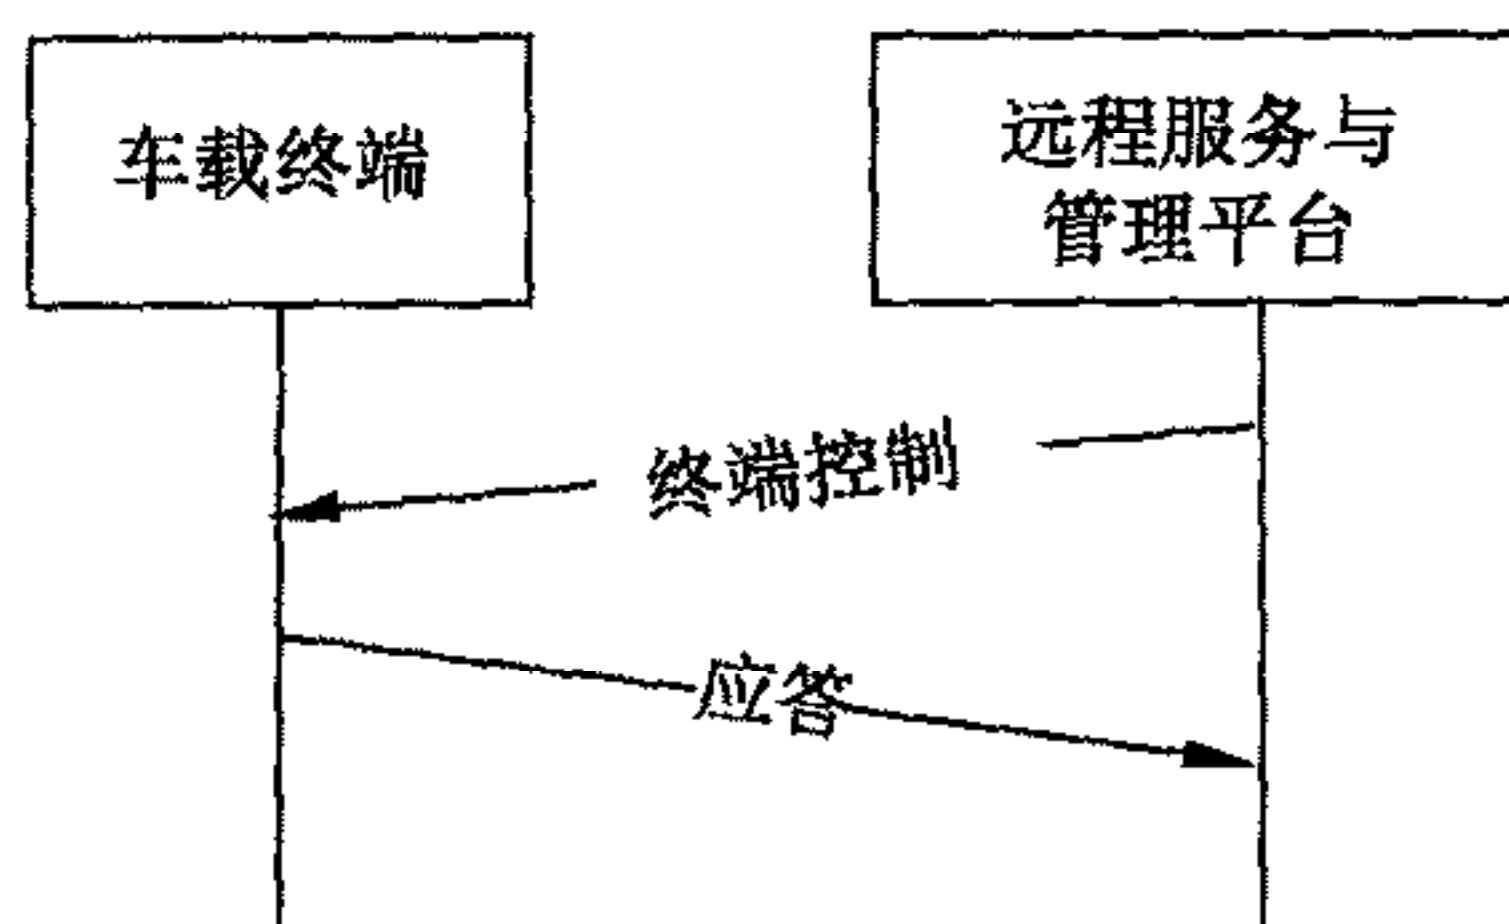 车载终端
远程服务与
管理平台
终端控制
应答